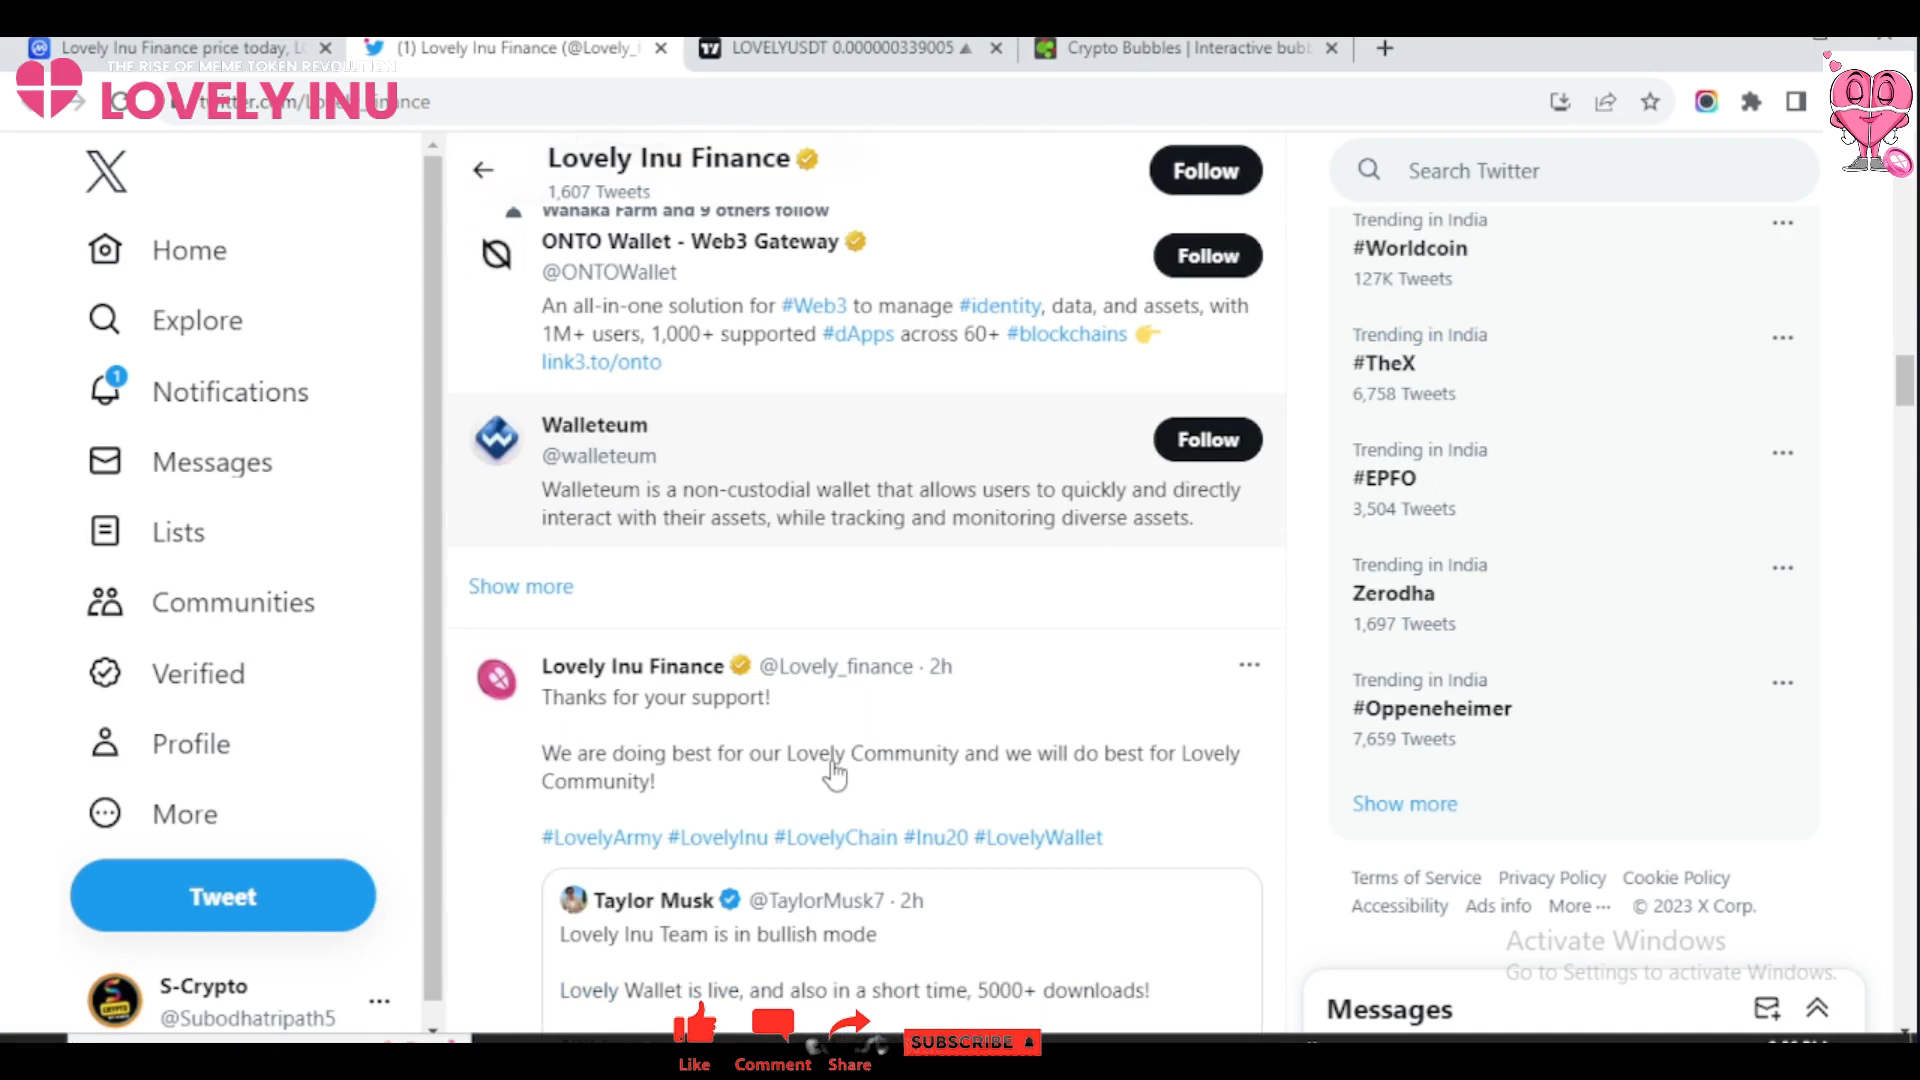 Lovely Inu Finance price today, L
(1) Lovely Inu Finance (@Lovely_f
LOVELYUSDT 0.000000339005
Crypto Bubbles | Interactive bubb
THE RISE OF MEME TOKEN REVOLUTION
LOVELY INU
twitter.com/Lovely_finance
Home
Explore
1
Notifications
Messages
Lists
Communities
Verified
Profile
More
Tweet
S-Crypto
@Subodhatripath5
Lovely Inu Finance
1,607 Tweets
Follow
Wanaka Farm and 9 others follow
ONTO Wallet - Web3 Gateway
@ONTOWallet
Follow
An all-in-one solution for #Web3 to manage #identity, data, and assets, with
1M+ users, 1,000+ supported #dApps across 60+ #blockchains
link3.to/onto
Walleteum
@walleteum
Follow
Walleteum is a non-custodial wallet that allows users to quickly and directly
interact with their assets, while tracking and monitoring diverse assets.
Show more
Lovely Inu Finance @Lovely_finance · 2h
Thanks for your support!
We are doing best for our Lovely Community and we will do best for Lovely
Community!
#LovelyArmy #LovelyInu #LovelyChain #Inu20 #LovelyWallet
Taylor Musk @TaylorMusk7 · 2h
Lovely Inu Team is in bullish mode
Lovely Wallet is live, and also in a short time, 5000+ downloads!
Search Twitter
Trending in India
#Worldcoin
127K Tweets
Trending in India
#TheX
6,758 Tweets
Trending in India
#EPFO
3,504 Tweets
Trending in India
Zerodha
1,697 Tweets
Trending in India
#Oppeneheimer
7,659 Tweets
Show more
Terms of Service Privacy Policy Cookie Policy
Accessibility Ads info More ··· © 2023 X Corp.
Activate Windows
Go to Settings to activate Windows.
Messages
Like
Comment
Share
SUBSCRIBE